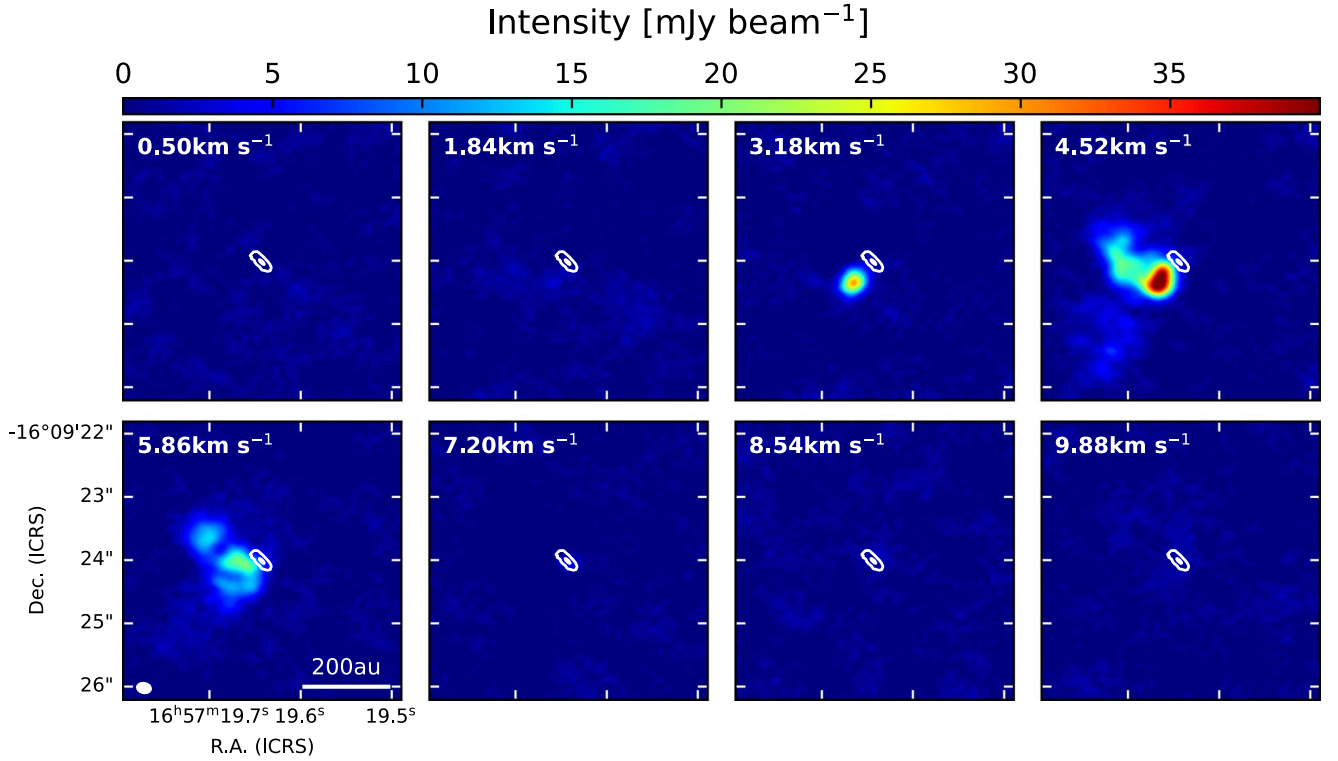 Intensity [mJy beam⁻¹]
0 5 10 15 20 25 30 35
0.50km s⁻¹ 1.84km s⁻¹ 3.18km s⁻¹ 4.52km s⁻¹
-16°09'22"
5.86km s⁻¹ 7.20km s⁻¹ 8.54km s⁻¹ 9.88km s⁻¹
23"
24"
Dec. (ICRS)
25"
200au
26"
16ʰ57ᵐ19.7ˢ 19.6ˢ 19.5ˢ
R.A. (ICRS)